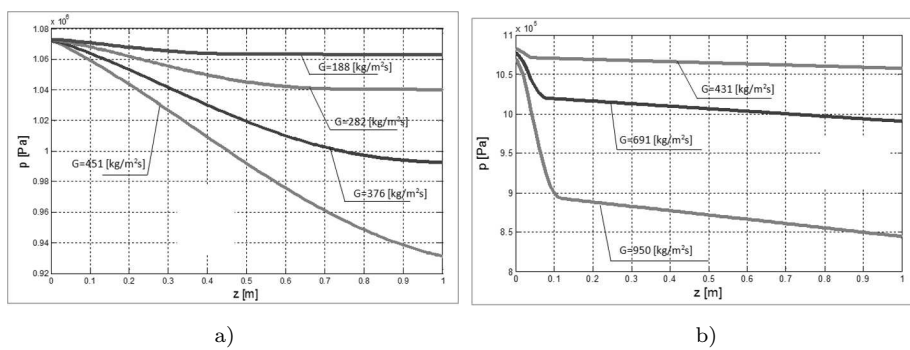 x 10⁶
1.08
1.06
1.04
1.02
1
0.98
0.96
0.94
0.92
p [Pa]
G=188 [kg/m²s]
G=282 [kg/m²s]
G=451 [kg/m²s]
G=376 [kg/m²s]
0 0.1 0.2 0.3 0.4 0.5 0.6 0.7 0.8 0.9 1
z [m]
a)
x 10⁵
11
10.5
10
9.5
9
8.5
8
p [Pa]
G=431 [kg/m²s]
G=691 [kg/m²s]
G=950 [kg/m²s]
0 0.1 0.2 0.3 0.4 0.5 0.6 0.7 0.8 0.9 1
z [m]
b)